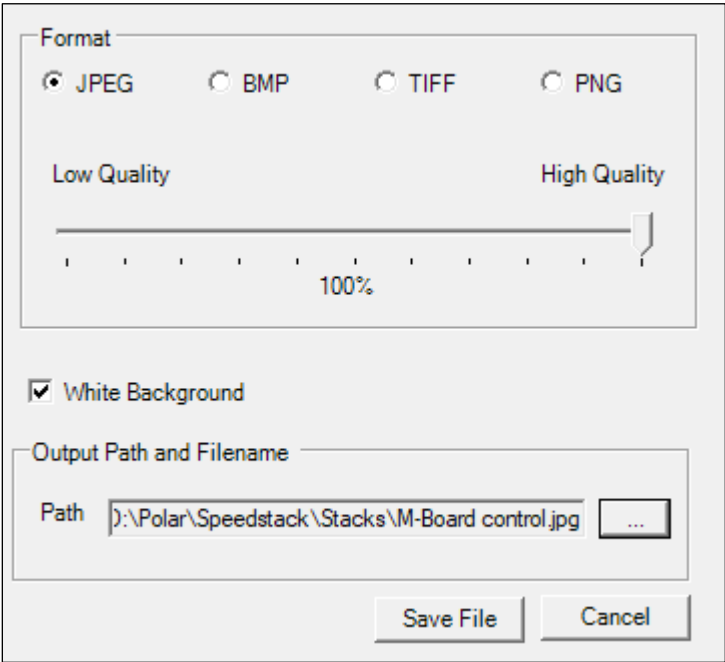 Format
JPEG BMP TIFF PNG
Low Quality High Quality
100%
White Background
Output Path and Filename
Path ):\Polar\Speedstack\Stacks\M-Board control.jpg ...
Save File Cancel